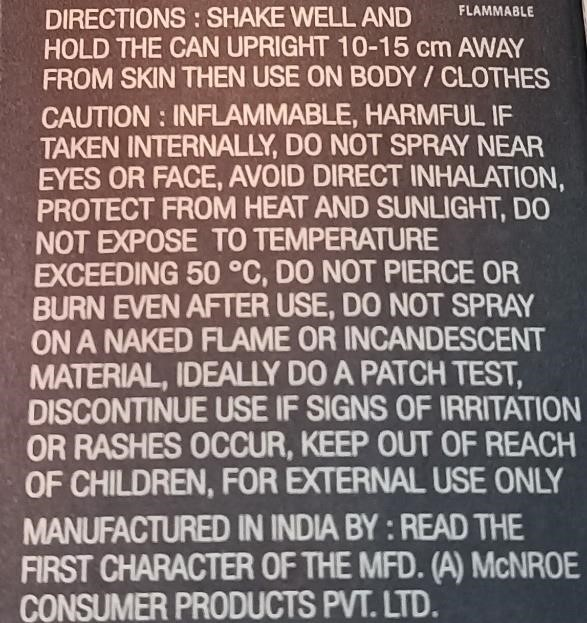 FLAMMABLE
DIRECTIONS : SHAKE WELL AND
HOLD THE CAN UPRIGHT 10-15 cm AWAY
FROM SKIN THEN USE ON BODY / CLOTHES
CAUTION : INFLAMMABLE, HARMFUL IF
TAKEN INTERNALLY, DO NOT SPRAY NEAR
EYES OR FACE, AVOID DIRECT INHALATION,
PROTECT FROM HEAT AND SUNLIGHT, DO
NOT EXPOSE TO TEMPERATURE
EXCEEDING 50 °C, DO NOT PIERCE OR
BURN EVEN AFTER USE, DO NOT SPRAY
ON A NAKED FLAME OR INCANDESCENT
MATERIAL, IDEALLY DO A PATCH TEST,
DISCONTINUE USE IF SIGNS OF IRRITATION
OR RASHES OCCUR, KEEP OUT OF REACH
OF CHILDREN, FOR EXTERNAL USE ONLY
MANUFACTURED IN INDIA BY : READ THE
FIRST CHARACTER OF THE MFD. (A) McNROE
CONSUMER PRODUCTS PVT. LTD.